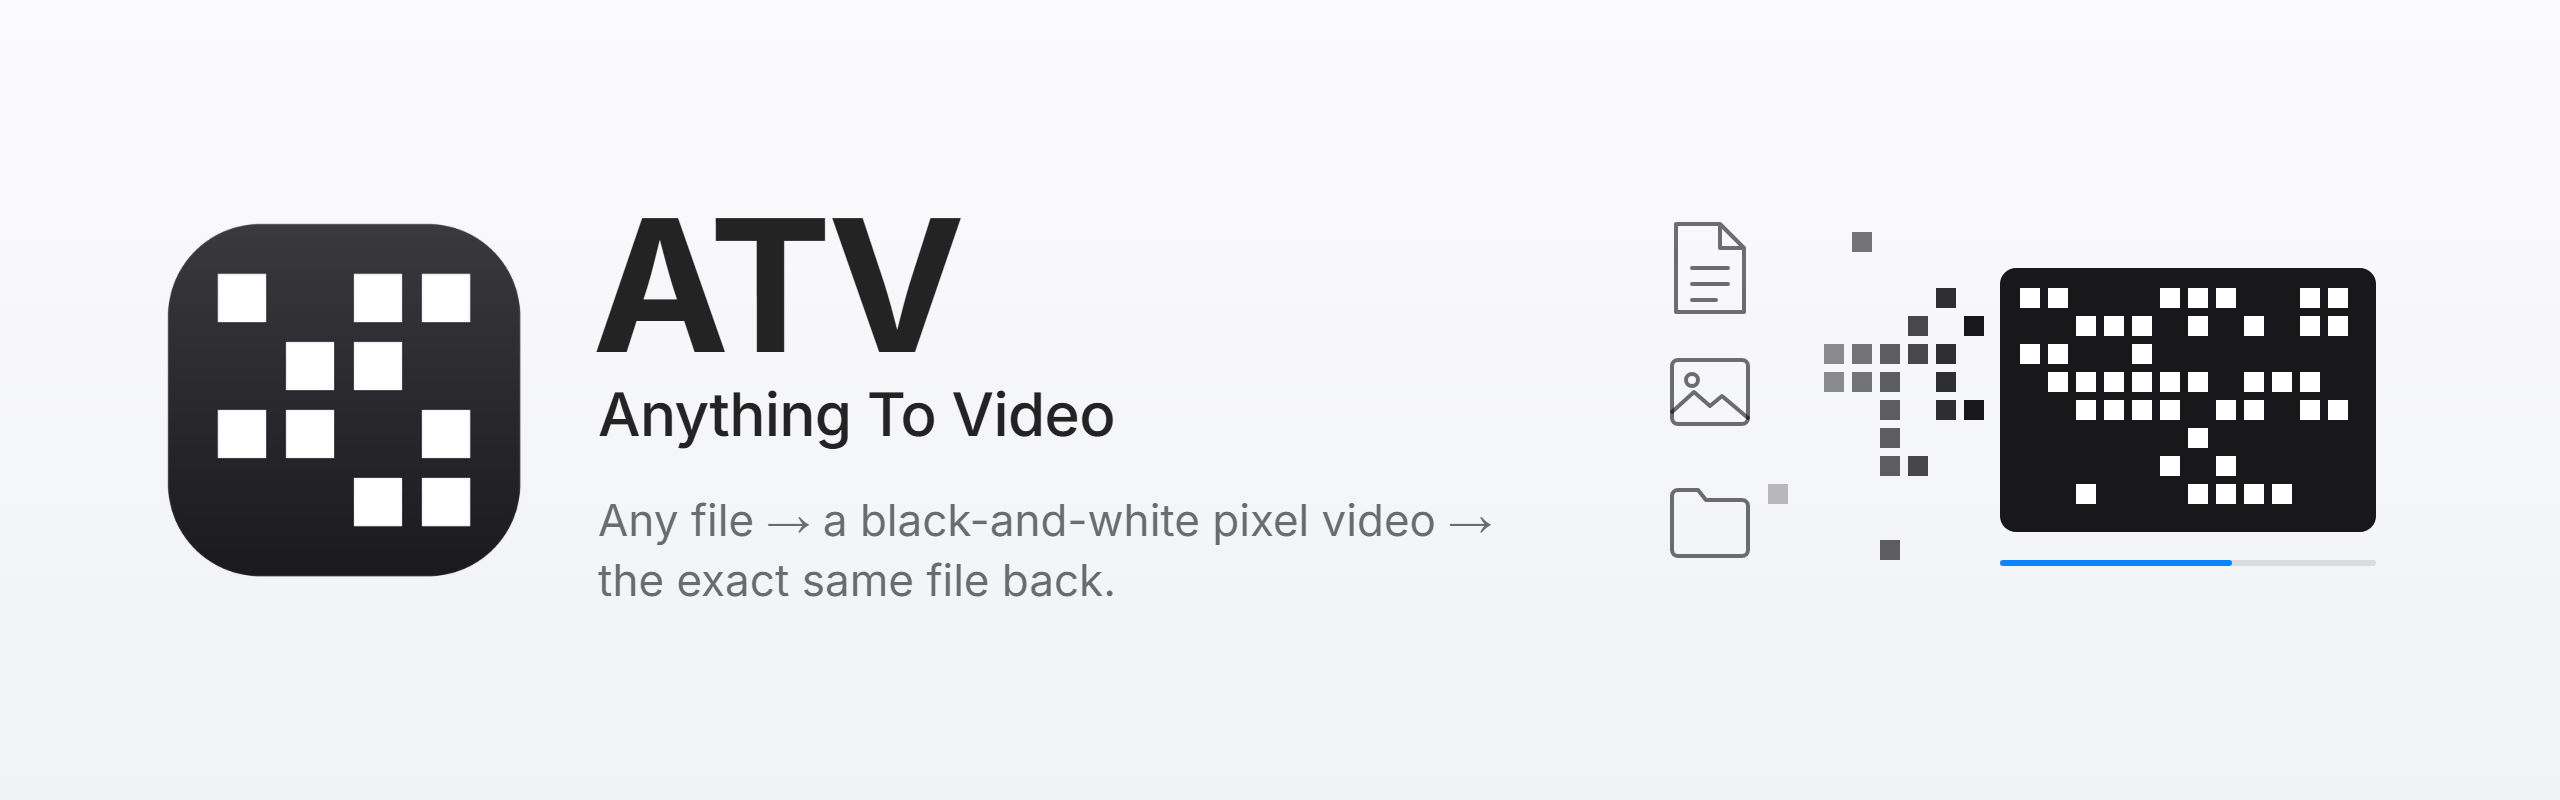 ATV
Anything To Video
Any file → a black-and-white pixel video →
the exact same file back.